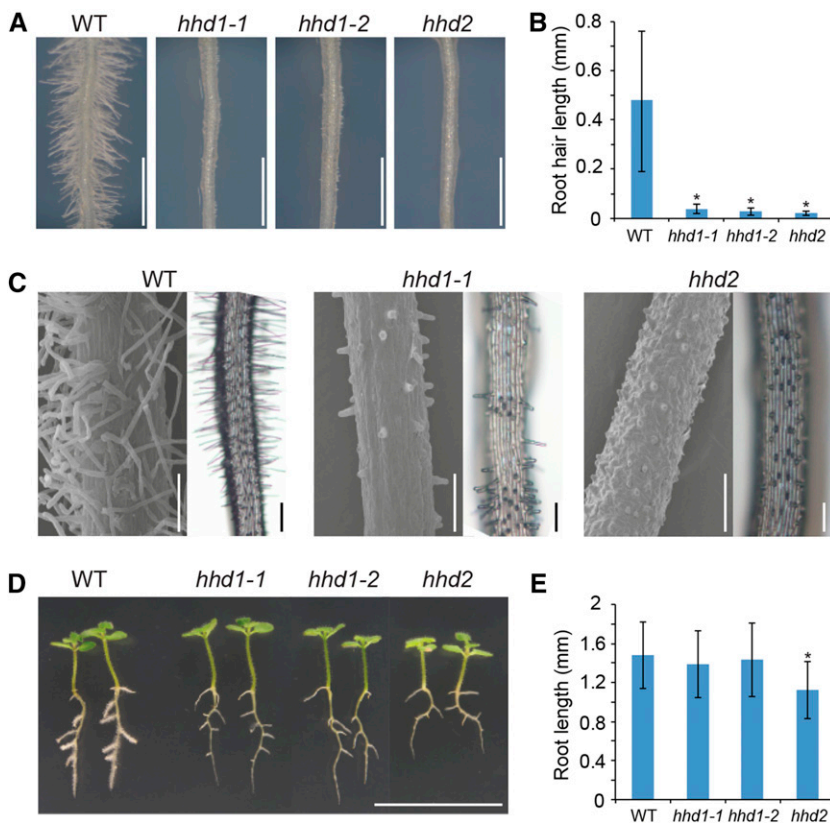 A
WT hhd1-1 hhd1-2 hhd2
B
Root hair length (mm)
0.8
0.6
0.4
0.2
0
* * *
WT hhd1-1 hhd1-2 hhd2
C
WT hhd1-1 hhd2
D
WT hhd1-1 hhd1-2 hhd2
E
Root length (mm)
2
1.6
1.2
0.8
0.4
0
*
WT hhd1-1 hhd1-2 hhd2